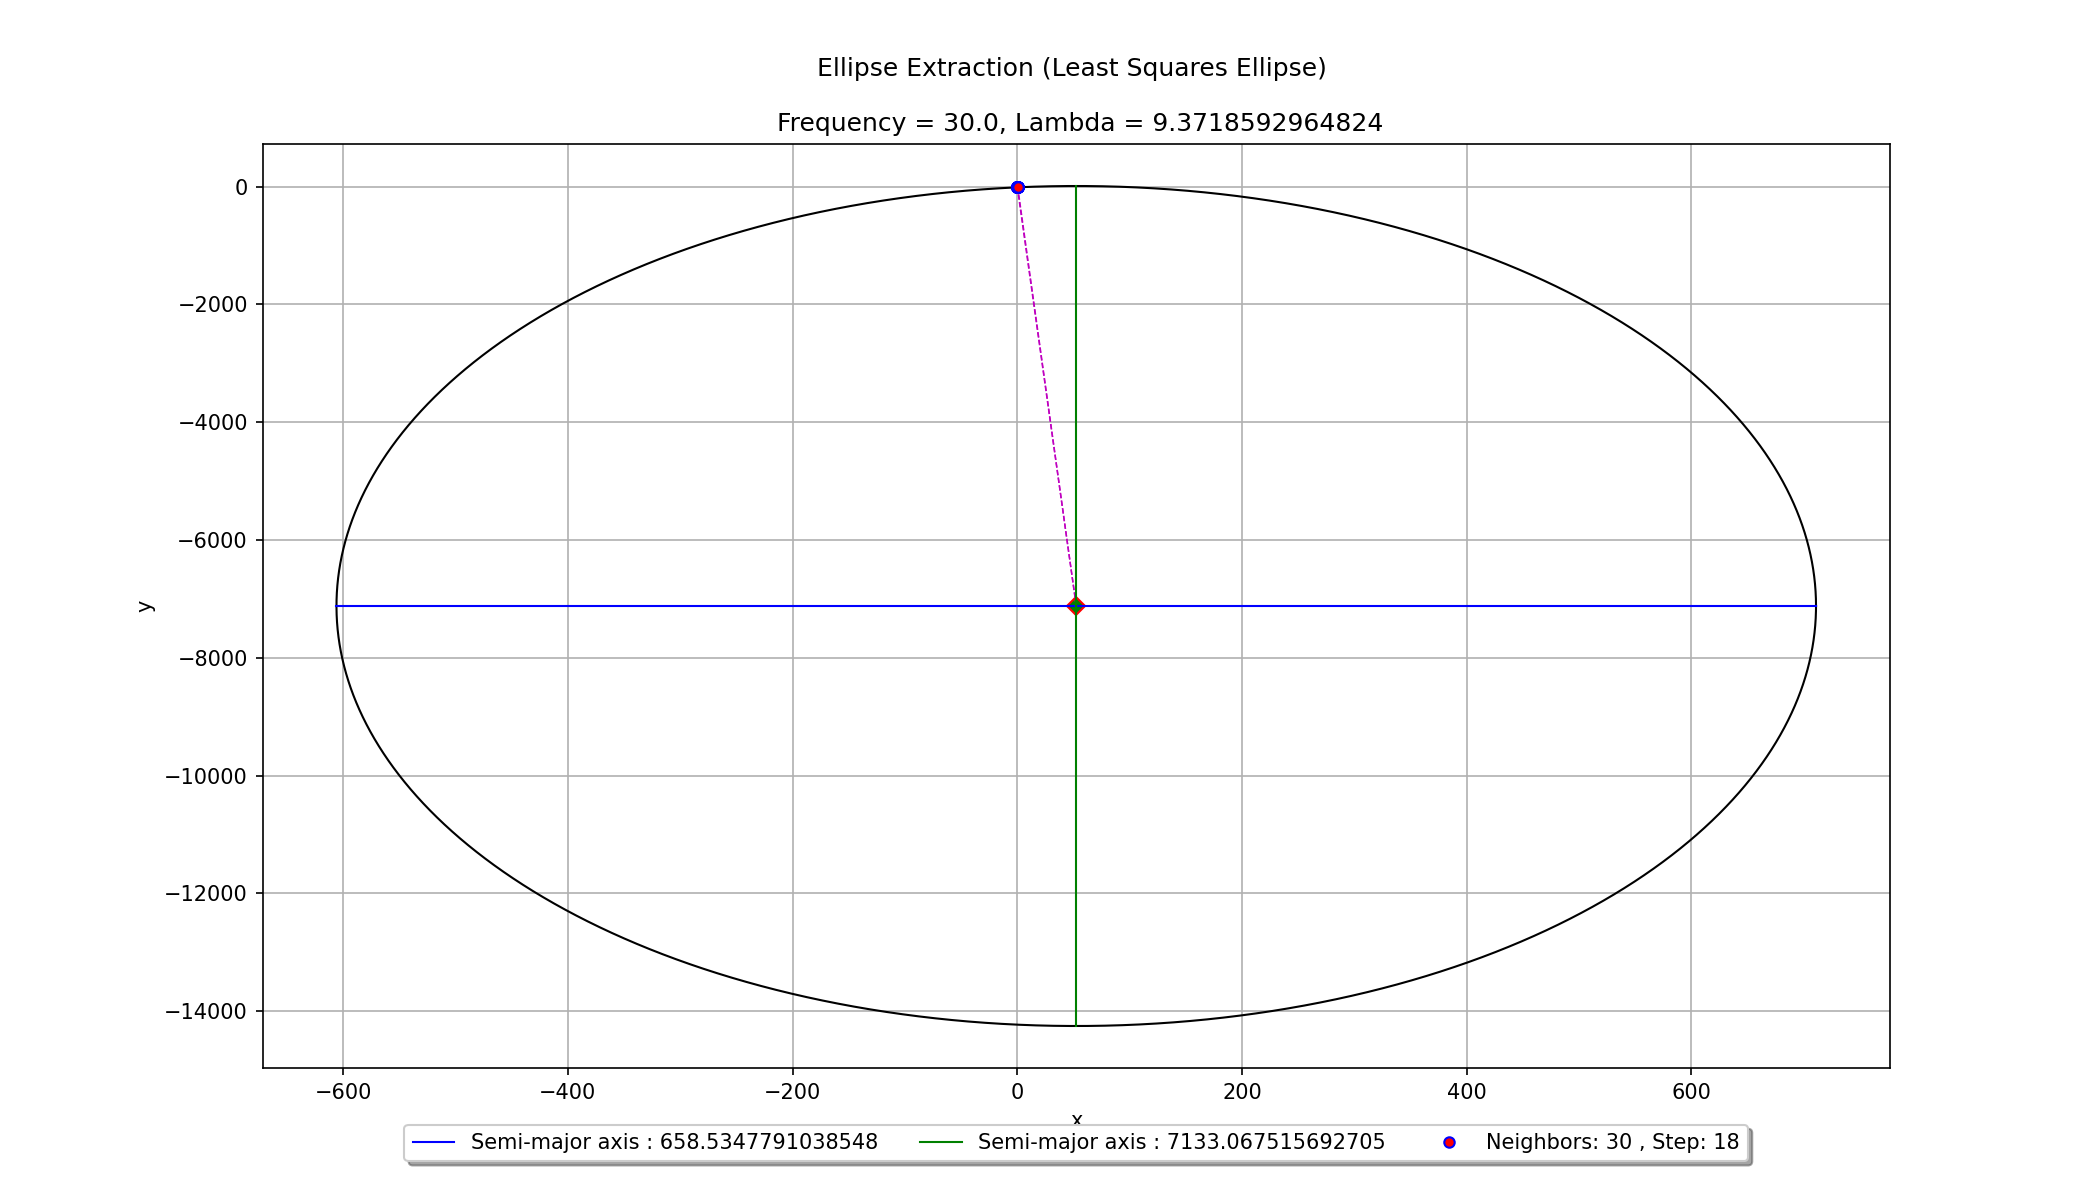 Ellipse Extraction (Least Squares Ellipse)
Frequency = 30.0, Lambda = 9.3718592964824
0
−2000
−4000
−6000
−8000
−10000
−12000
−14000
y
−600 −400 −200 0 200 400 600
x
Semi-major axis : 658.5347791038548 Semi-major axis : 7133.067515692705 Neighbors: 30 , Step: 18